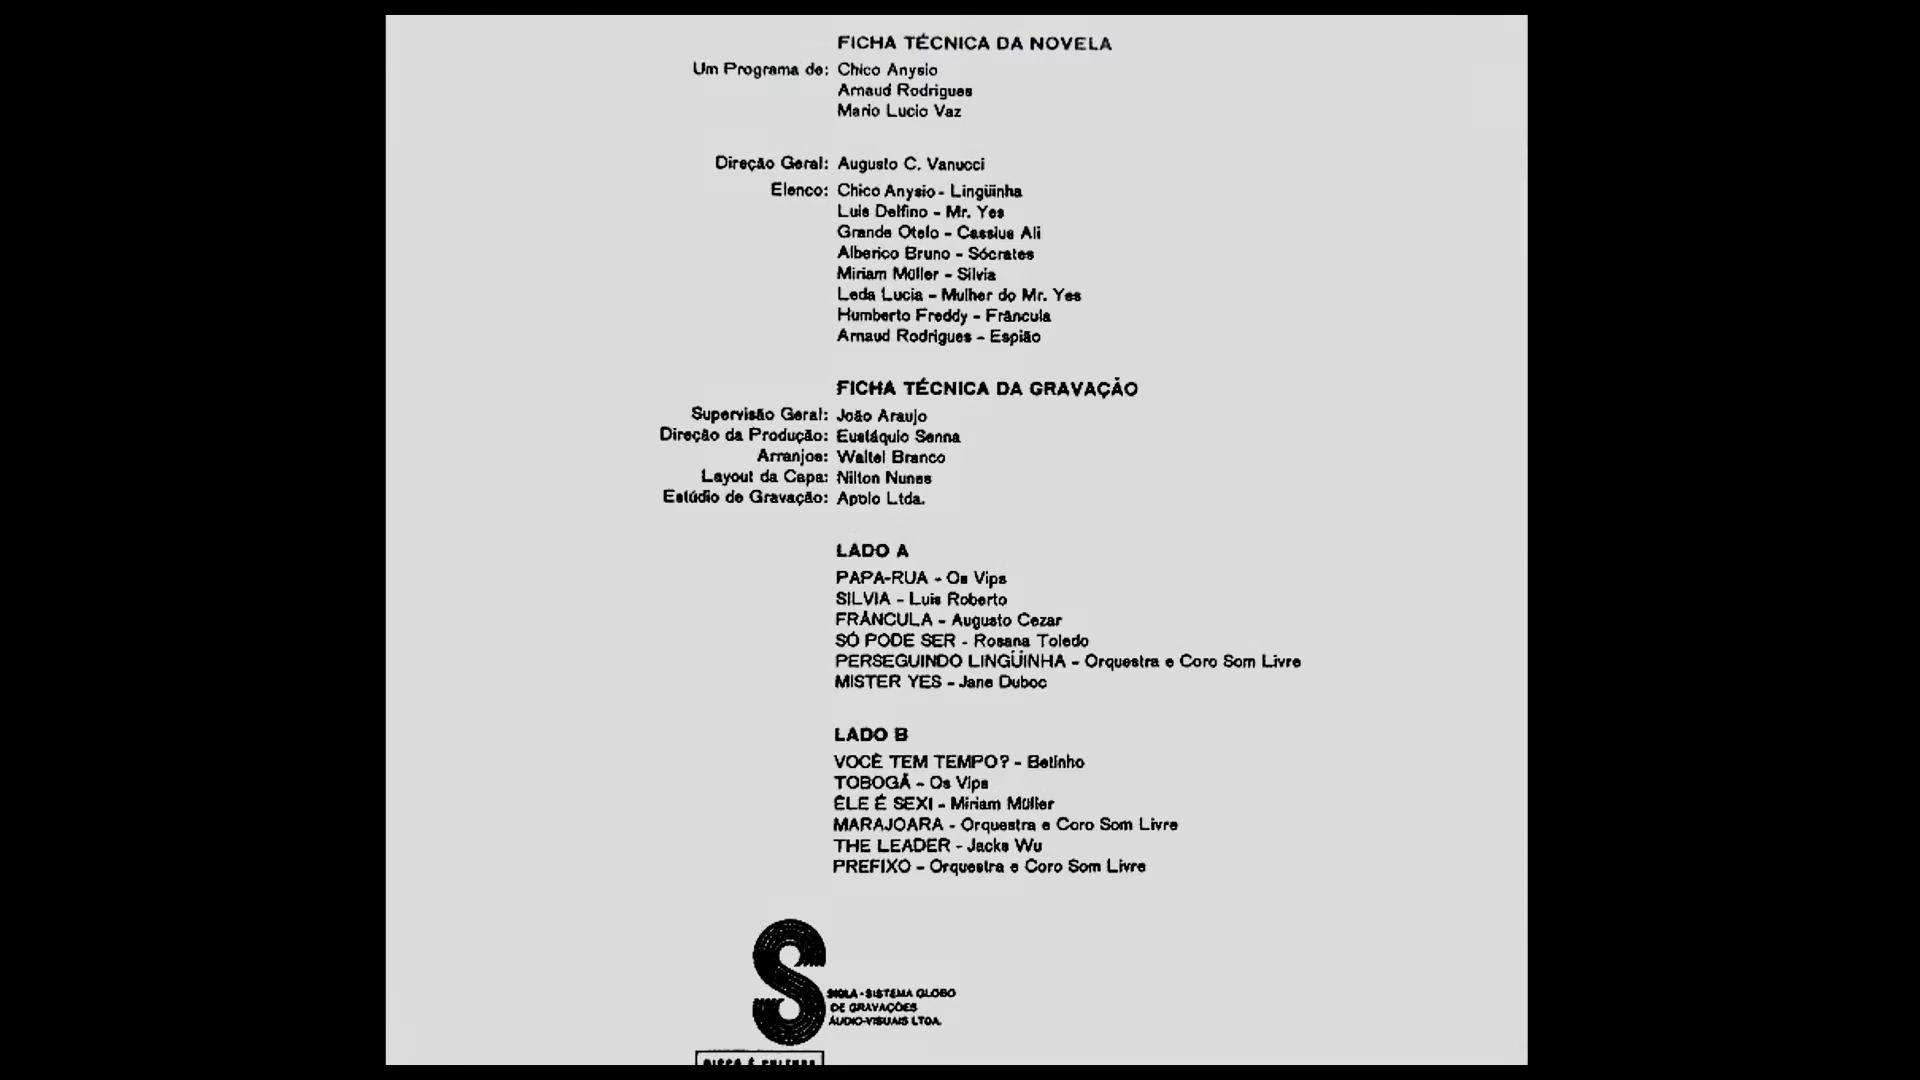 FICHA TÉCNICA DA NOVELA
Um Programa de: Chico Anysio
Arnaud Rodrigues
Mario Lucio Vaz
Direção Geral: Augusto C. Vanucci
Elenco: Chico Anysio - Lingüinha
Luis Delfino - Mr. Yes
Grande Otelo - Cassius Ali
Alberico Bruno - Sócrates
Miriam Müller - Silvia
Leda Lucia - Mulher do Mr. Yes
Humberto Freddy - Frâncula
Arnaud Rodrigues - Espião
FICHA TÉCNICA DA GRAVAÇÃO
Supervisão Geral: João Araujo
Direção da Produção: Eustáquio Senna
Arranjos: Waltel Branco
Layout da Capa: Nilton Nunes
Estúdio de Gravação: Apolo Ltda.
LADO A
PAPA-RUA - Os Vips
SILVIA - Luis Roberto
FRÂNCULA - Augusto Cezar
SÓ PODE SER - Rosana Toledo
PERSEGUINDO LINGÜINHA - Orquestra e Coro Som Livre
MISTER YES - Jane Duboc
LADO B
VOCÊ TEM TEMPO? - Betinho
TOBOGÃ - Os Vips
ÊLE É SEXI - Miriam Müller
MARAJOARA - Orquestra e Coro Som Livre
THE LEADER - Jacks Wu
PREFIXO - Orquestra e Coro Som Livre
SIGLA - SISTEMA GLOBO
DE GRAVAÇÕES
ÁUDIO-VISUAIS LTDA.
DISCO É CULTURA